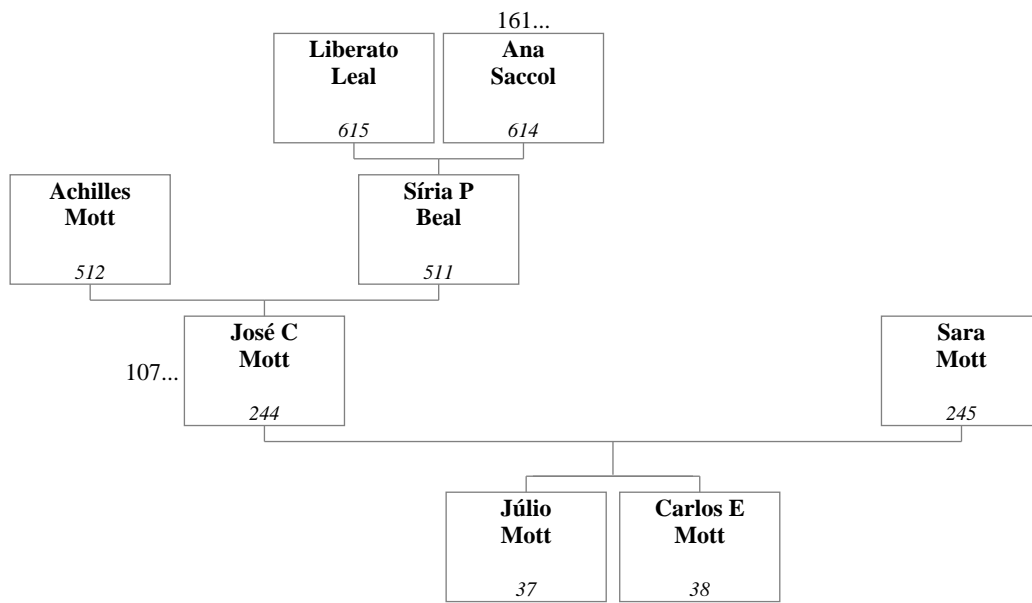 161...
Liberato
Leal
615
Ana
Saccol
614
Achilles
Mott
512
Síria P
Beal
511
107...
José C
Mott
244
Sara
Mott
245
Júlio
Mott
37
Carlos E
Mott
38